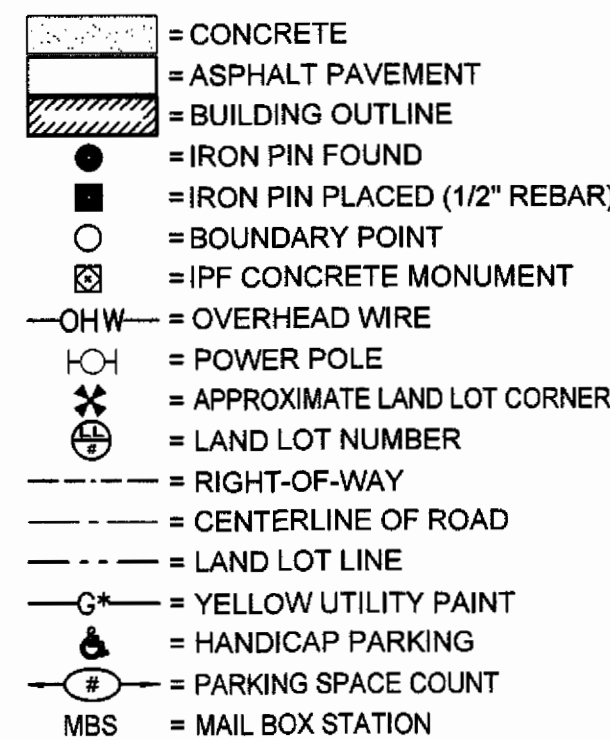 = CONCRETE
= ASPHALT PAVEMENT
= BUILDING OUTLINE
= IRON PIN FOUND
= IRON PIN PLACED (1/2" REBAR)
= BOUNDARY POINT
= IPF CONCRETE MONUMENT
OHW = OVERHEAD WIRE
= POWER POLE
= APPROXIMATE LAND LOT CORNER
LL # = LAND LOT NUMBER
= RIGHT-OF-WAY
= CENTERLINE OF ROAD
= LAND LOT LINE
G* = YELLOW UTILITY PAINT
= HANDICAP PARKING
# = PARKING SPACE COUNT
MBS = MAIL BOX STATION